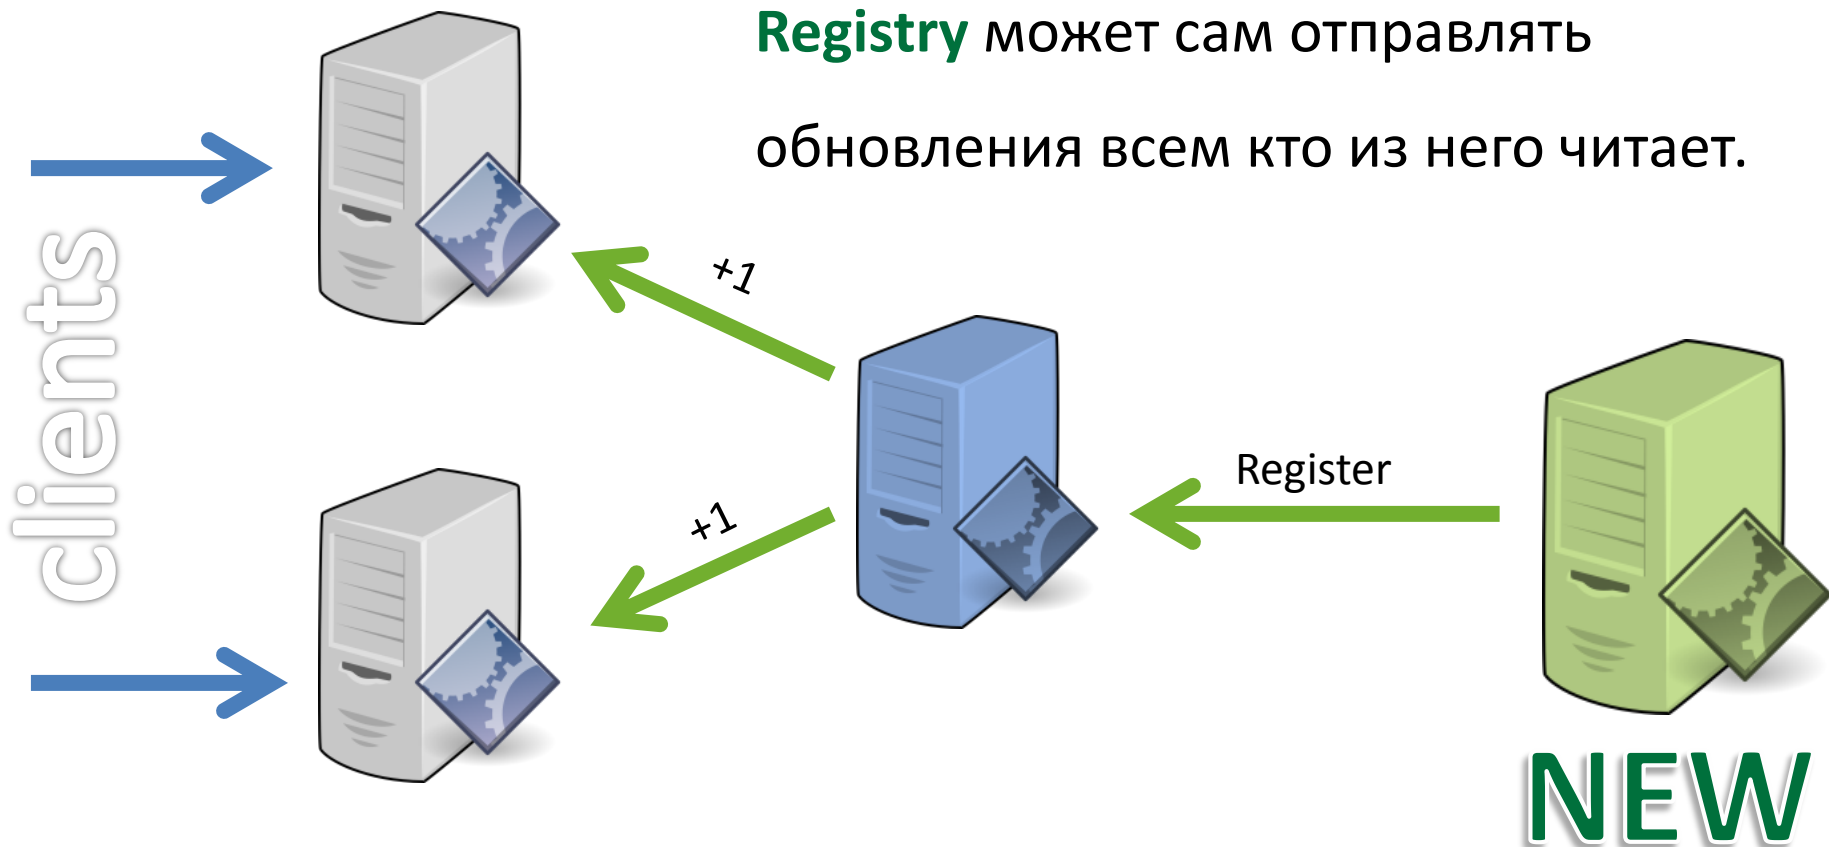 Registry может сам отправлять
обновления всем кто из него читает.
clients
+1
+1
Register
NEW